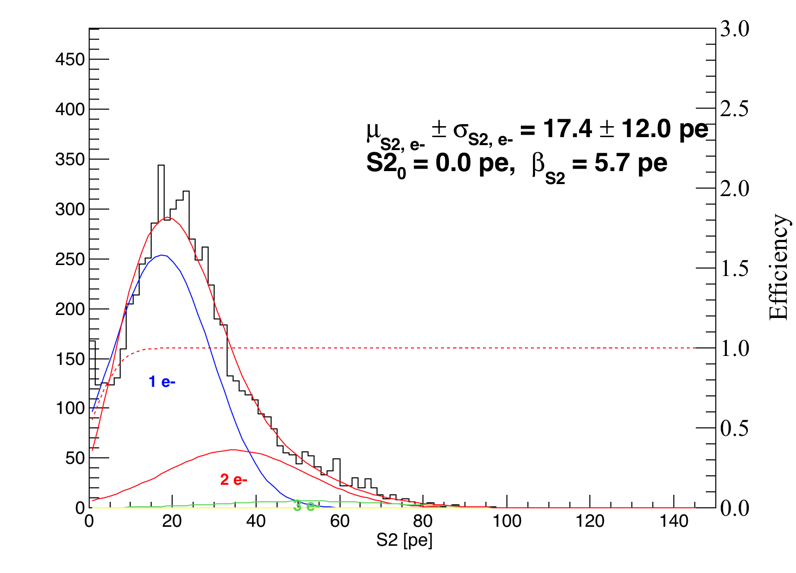 3.0
450
2.5
400
μS2, e- ± σS2, e- = 17.4 ± 12.0 pe
350
S20 = 0.0 pe, βS2 = 5.7 pe
2.0
300
Efficiency
250
1.5
200
150
1.0
1 e-
100
0.5
50
2 e-
3 e-
0
0.0
0 20 40 60 80 100 120 140
S2 [pe]